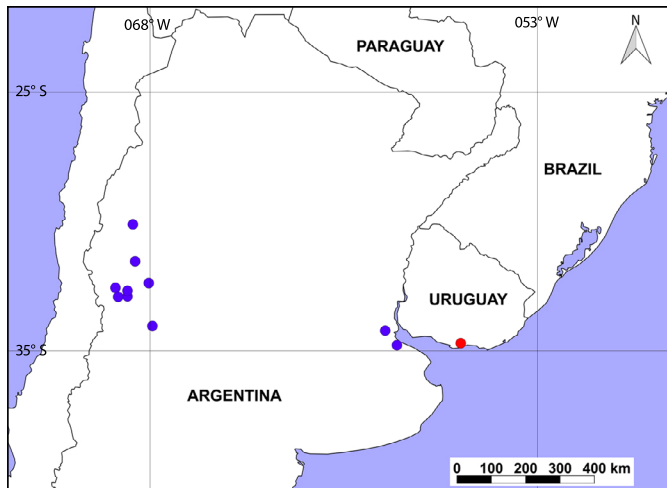 068° W
053° W
N
PARAGUAY
25° S
BRAZIL
URUGUAY
35° S
ARGENTINA
0 100 200 300 400 km